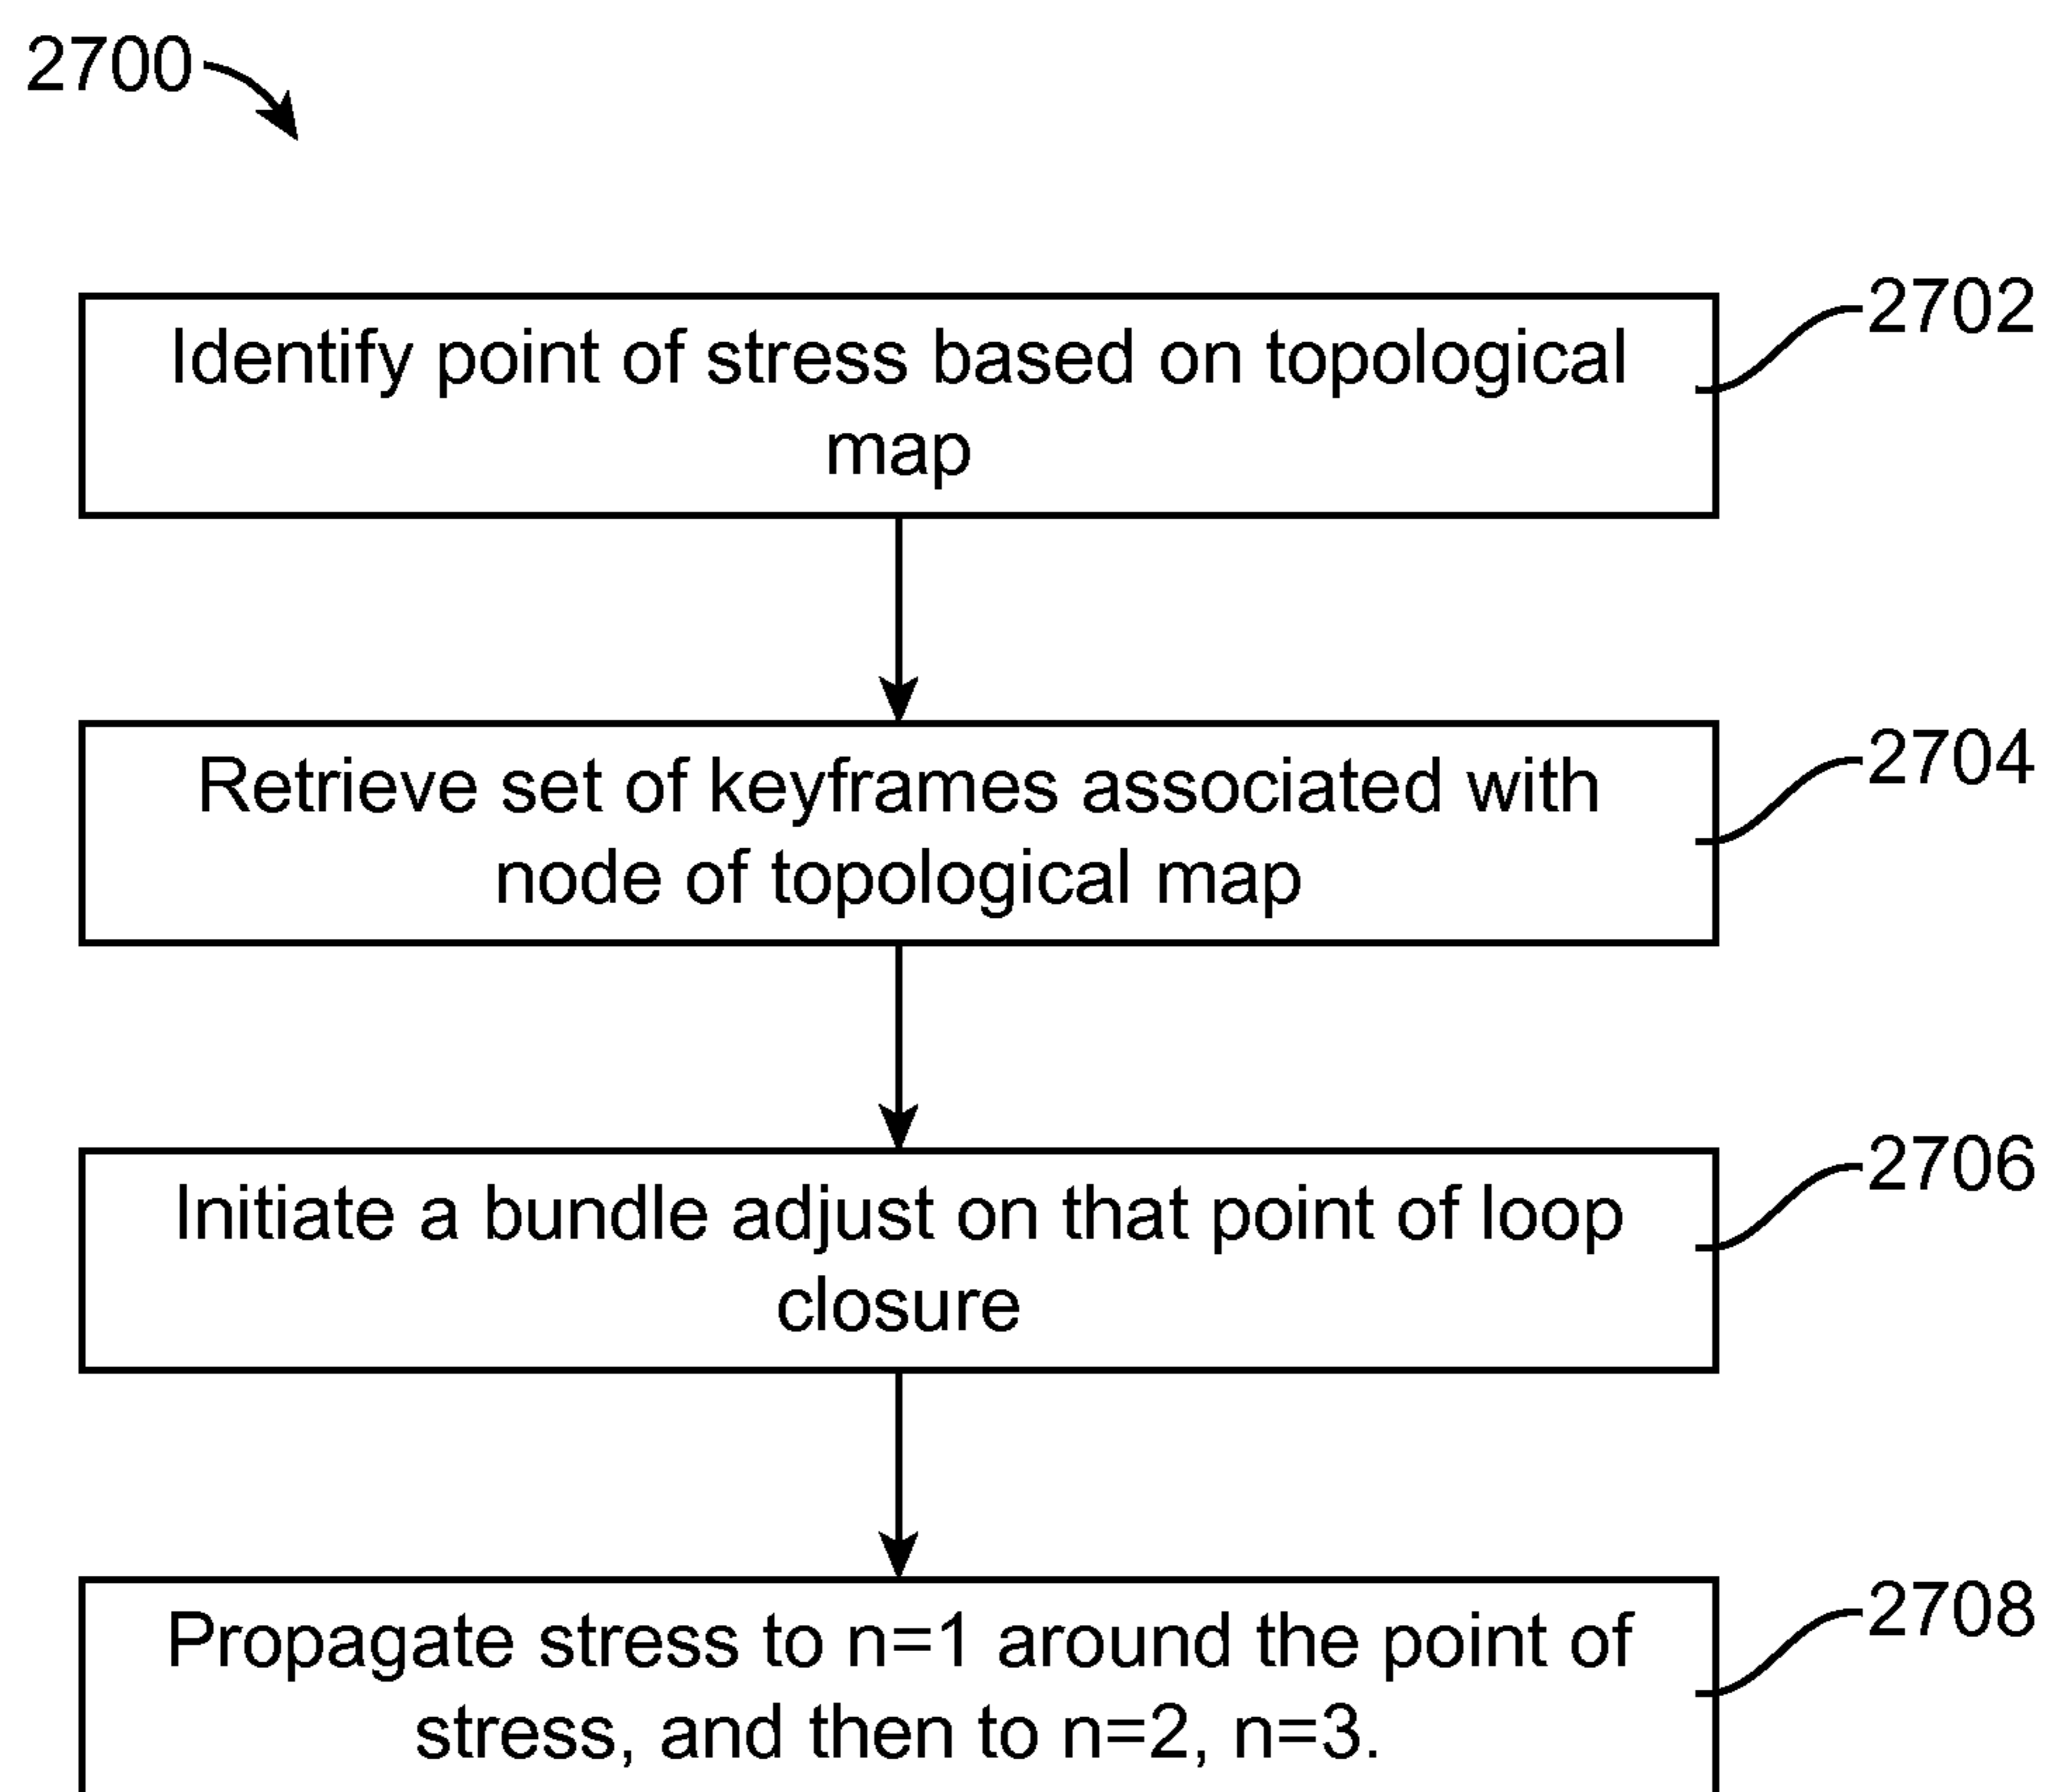 2700
2702
Identify point of stress based on topological
map
2704
Retrieve set of keyframes associated with
node of topological map
2706
Initiate a bundle adjust on that point of loop
closure
2708
Propagate stress to n=1 around the point of
stress, and then to n=2, n=3.